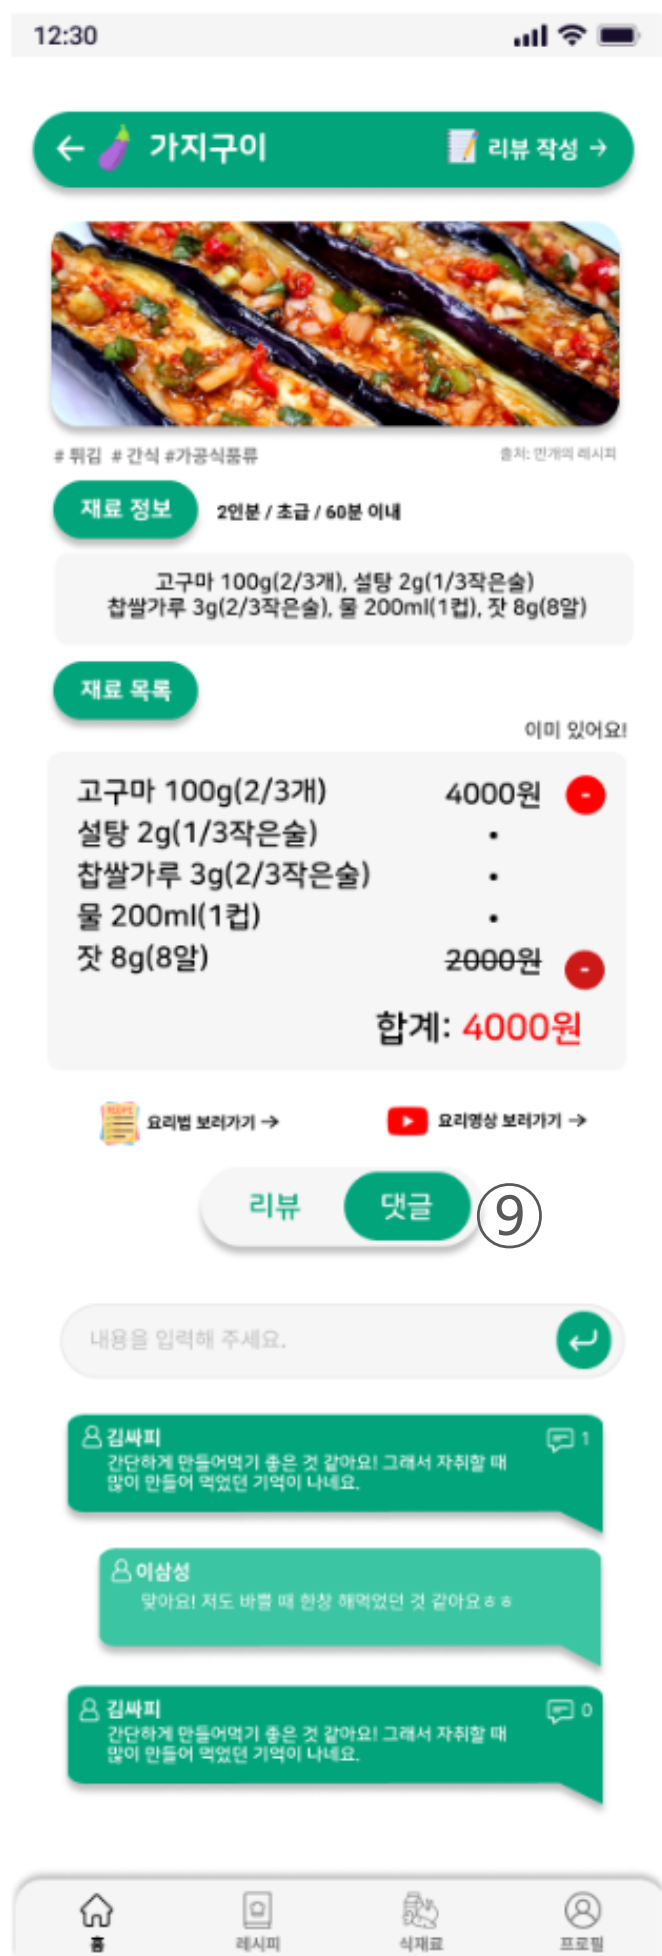 12:30
가지구이
리뷰 작성 →
# 튀김 # 간식 #가공식품류
출처: 만개의 레시피
재료 정보
2인분 / 초급 / 60분 이내
고구마 100g(2/3개), 설탕 2g(1/3작은술)
찹쌀가루 3g(2/3작은술), 물 200ml(1컵), 잣 8g(8알)
재료 목록
이미 있어요!
고구마 100g(2/3개) 4000원 -
설탕 2g(1/3작은술) •
찹쌀가루 3g(2/3작은술) •
물 200ml(1컵) •
잣 8g(8알) 2000원 -
합계: 4000원
요리법 보러가기 →
요리영상 보러가기 →
리뷰
댓글
⑨
내용을 입력해 주세요.
김싸피
1
간단하게 만들어먹기 좋은 것 같아요! 그래서 자취할 때
많이 만들어 먹었던 기억이 나네요.
이삼성
맞아요! 저도 바쁠 때 한창 해먹었던 것 같아요ㅎㅎ
김싸피
0
간단하게 만들어먹기 좋은 것 같아요! 그래서 자취할 때
많이 만들어 먹었던 기억이 나네요.
홈
레시피
식재료
프로필